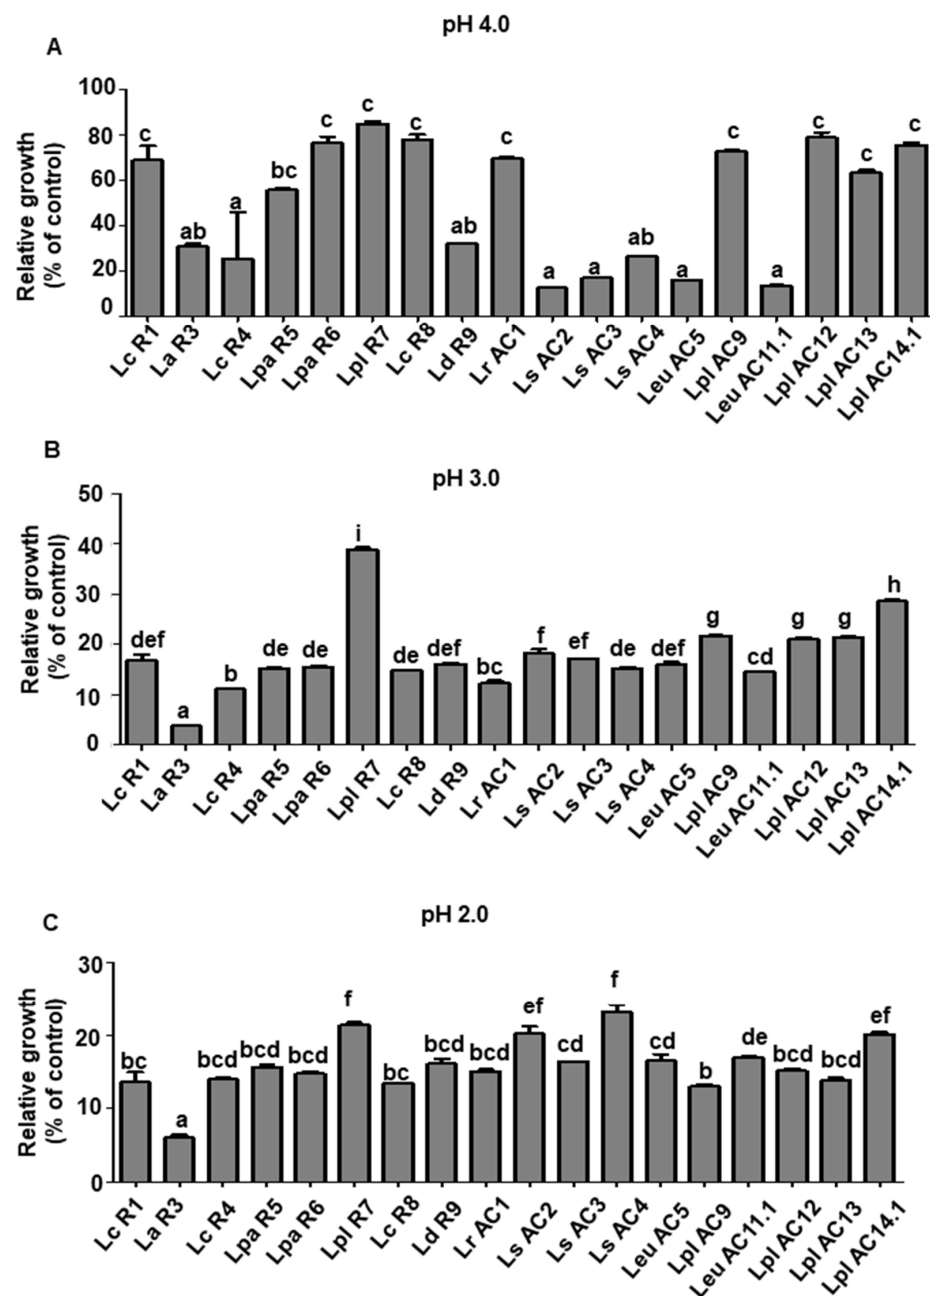 pH 4.0
A
Relative growth
(% of control)
100
80
60
40
20
0
c
ab
a
bc
c
c
c
ab
c
a
a
ab
a
c
a
c
c
c
Lc R1
La R3
Lc R4
Lpa R5
Lpa R6
Lpl R7
Lc R8
Ld R9
Lr AC1
Ls AC2
Ls AC3
Ls AC4
Leu AC5
Lpl AC9
Leu AC11.1
Lpl AC12
Lpl AC13
Lpl AC14.1
B
pH 3.0
Relative growth
(% of control)
50
40
30
20
10
0
def
a
b
de
de
i
de
def
bc
f
ef
de
def
g
cd
g
g
h
Lc R1
La R3
Lc R4
Lpa R5
Lpa R6
Lpl R7
Lc R8
Ld R9
Lr AC1
Ls AC2
Ls AC3
Ls AC4
Leu AC5
Lpl AC9
Leu AC11.1
Lpl AC12
Lpl AC13
Lpl AC14.1
C
pH 2.0
Relative growth
(% of control)
30
20
10
0
bc
a
bcd
bcd
bcd
f
bc
bcd
bcd
ef
cd
f
cd
b
de
bcd
bcd
ef
Lc R1
La R3
Lc R4
Lpa R5
Lpa R6
Lpl R7
Lc R8
Ld R9
Lr AC1
Ls AC2
Ls AC3
Ls AC4
Leu AC5
Lpl AC9
Leu AC11.1
Lpl AC12
Lpl AC13
Lpl AC14.1